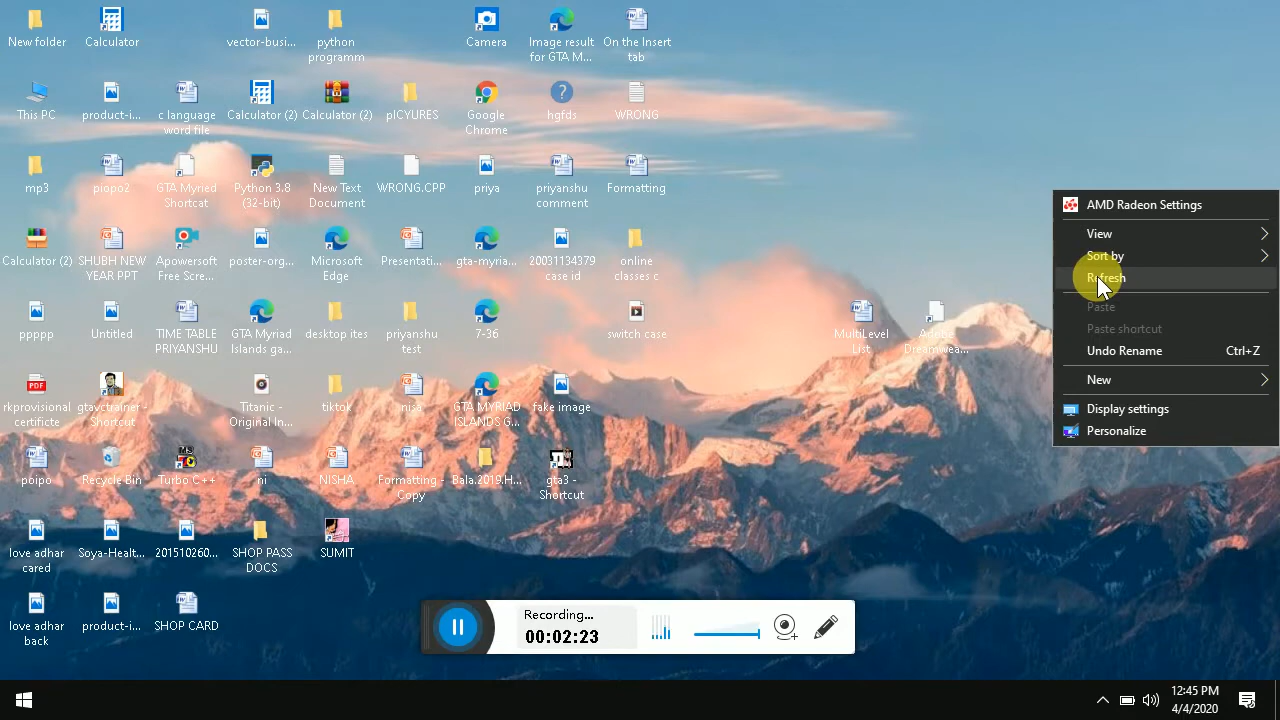 New folder
Calculator
vector-busi...
python
programm
Camera
Image result
for GTA M...
On the Insert
tab
This PC
product-i...
c language
word file
Calculator (2)
Calculator (2)
pICYURES
Google
Chrome
hgfds
WRONG
mp3
piopo2
GTA Myried
Shortcat
Python 3.8
(32-bit)
New Text
Document
WRONG.CPP
priya
priyanshu
comment
Formatting
Calculator (2)
SHUBH NEW
YEAR PPT
Apowersoft
Free Scre...
poster-org...
Microsoft
Edge
Presentati...
gta-myria...
20031134379
case id
online
classes c
ppppp
Untitled
TIME TABLE
PRIYANSHU
GTA Myriad
Islands ga...
desktop ites
priyanshu
test
7-36
switch case
MultiLevel
List
Adobe
Dreamwea...
PDF
rkprovisional
certificte
gtavctrainer -
Shortcut
Titanic -
Original In...
tiktok
nisa
GTA MYRIAD
ISLANDS G...
fake image
poipo
Recycle Bin
Turbo C++
ni
NISHA
Formatting -
Copy
Bala.2019.H...
gta3 -
Shortcut
love adhar
cared
Soya-Healt...
201510260...
SHOP PASS
DOCS
SUMIT
love adhar
back
product-i...
SHOP CARD
AMD Radeon Settings
View
Sort by
Refresh
Paste
Paste shortcut
Undo Rename Ctrl+Z
New
Display settings
Personalize
Recording...
00:02:23
12:45 PM
4/4/2020